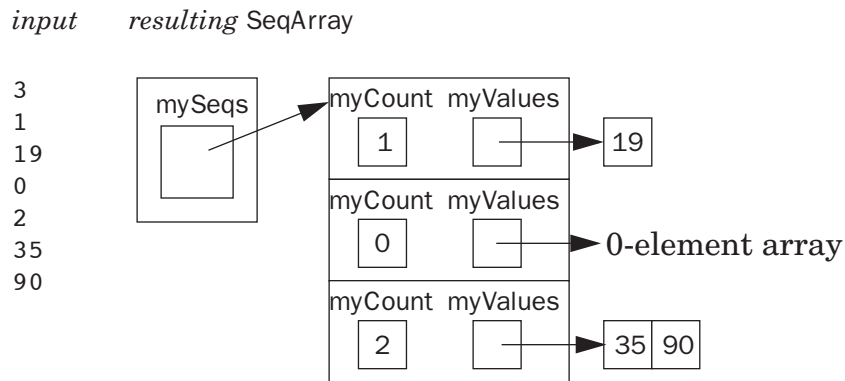 input resulting SeqArray
3
1
19
0
2
35
90
mySeqs
myCount myValues
1 19
myCount myValues
0 0-element array
myCount myValues
2 35 90